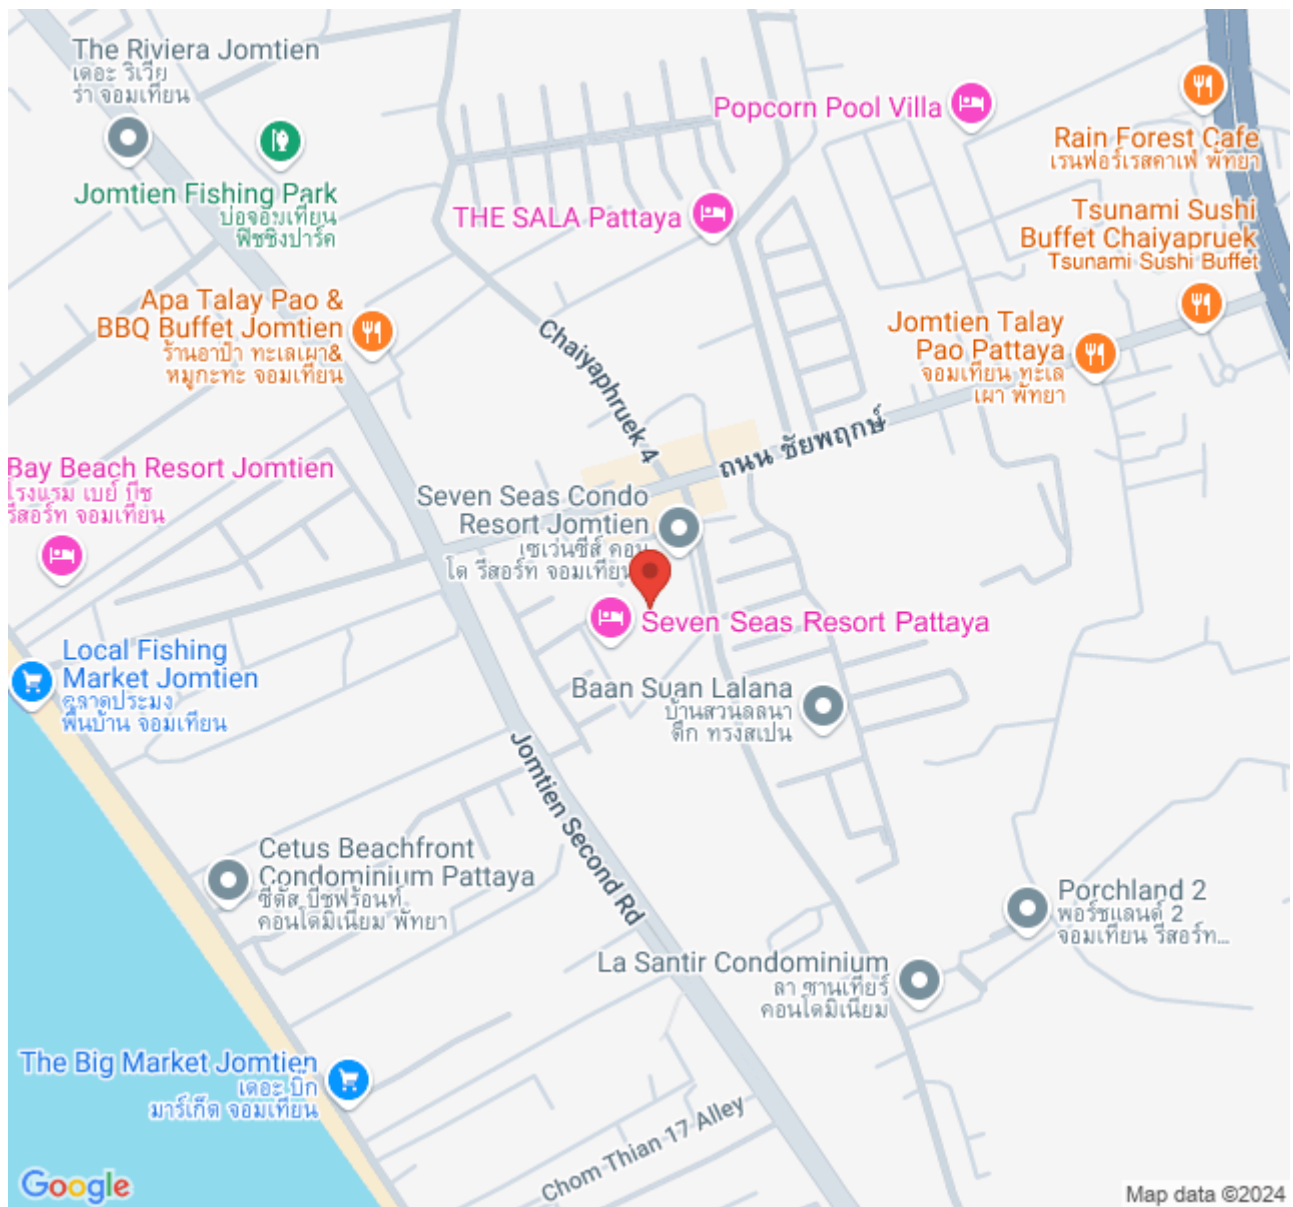 The Riviera Jomtien
เดอะ ริเวีย
ร่า จอมเทียน
Popcorn Pool Villa
Rain Forest Cafe
เรนฟอร์เรสคาเฟ่ พัทยา
Jomtien Fishing Park
บ่อจอมเทียน
ฟิชชิงปาร์ค
THE SALA Pattaya
Tsunami Sushi
Buffet Chaiyapruek
Tsunami Sushi Buffet
Apa Talay Pao &
BBQ Buffet Jomtien
ร้านอาป๋า ทะเลเผา&
หมูกะทะ จอมเทียน
Chaiyaphruek 4
Jomtien Talay
Pao Pattaya
จอมเทียน ทะเล
เผา พัทยา
ถนน ชัยพฤกษ์
Bay Beach Resort Jomtien
โรงแรม เบย์ บีช
รีสอร์ท จอมเทียน
Seven Seas Condo
Resort Jomtien
เซเว่นซีส์ คอน
โด รีสอร์ท จอมเทียน
Seven Seas Resort Pattaya
Local Fishing
Market Jomtien
ตลาดประมง
พื้นบ้าน จอมเทียน
Baan Suan Lalana
บ้านสวนลลนา
ตึก ทรงสเปน
Jomtien Second Rd
Cetus Beachfront
Condominium Pattaya
ซีตัส บีชฟร้อนท์
คอนโดมิเนียม พัทยา
Porchland 2
พอร์ชแลนด์ 2
จอมเทียน รีสอร์ท...
La Santir Condominium
ลา ซานเทียร์
คอนโดมิเนียม
The Big Market Jomtien
เดอะ บิ๊ก
มาร์เก็ต จอมเทียน
Chom Thian 17 Alley
Google
Map data ©2024